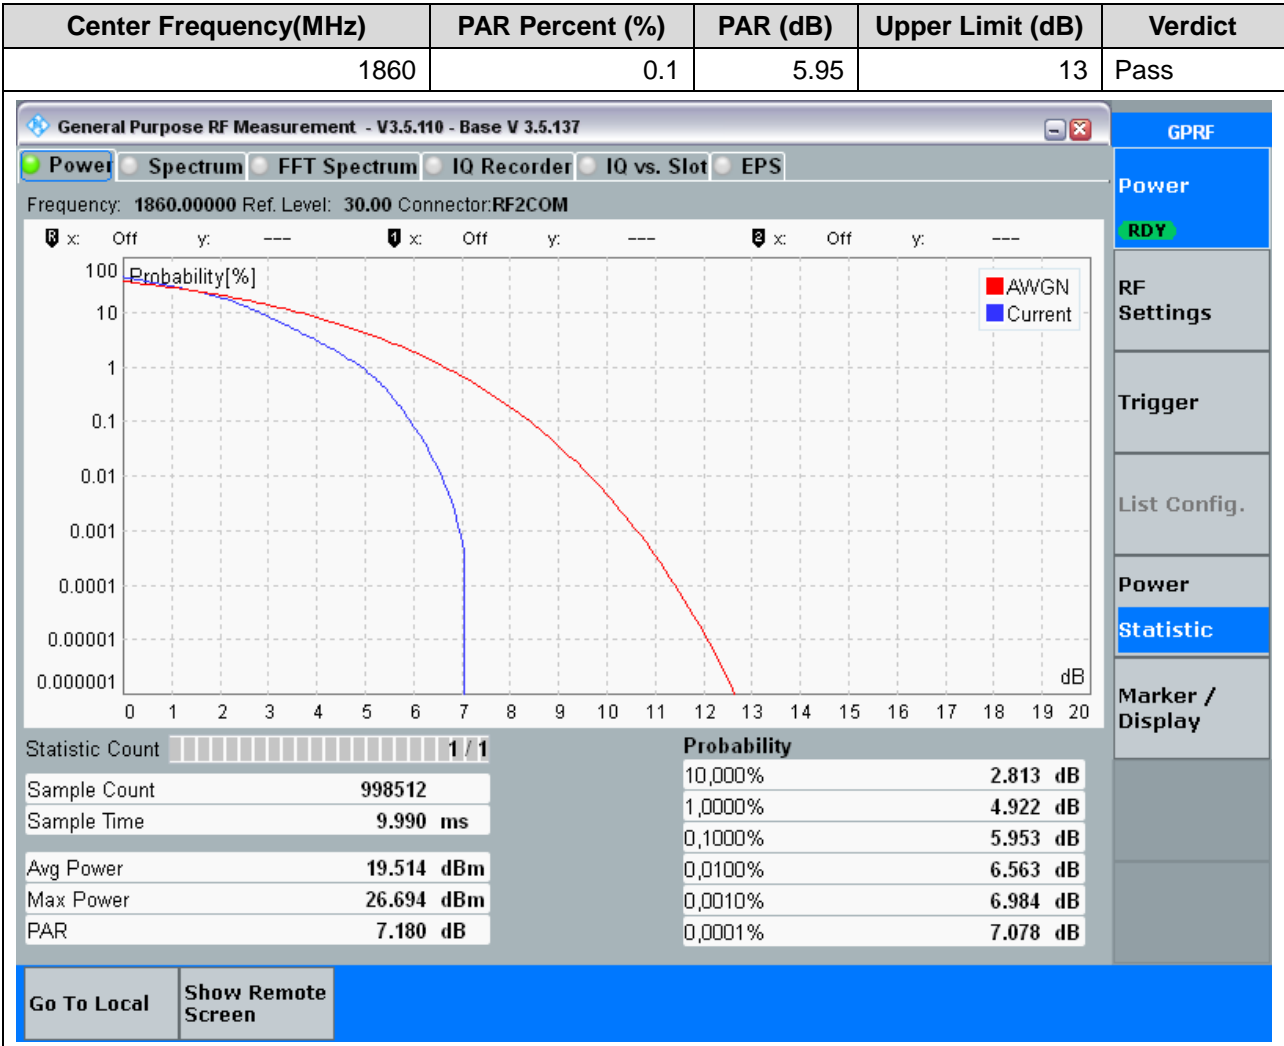 Center Frequency(MHz) PAR Percent (%) PAR (dB) Upper Limit (dB) Verdict
1860 0.1 5.95 13 Pass
General Purpose RF Measurement - V3.5.110 - Base V 3.5.137
GPRF
Power Spectrum FFT Spectrum IQ Recorder IQ vs. Slot EPS
Frequency: 1860.00000 Ref. Level: 30.00 Connector:RF2COM
R x: Off y: --- 1 x: Off y: --- 2 x: Off y: ---
Probability[%]
AWGN
Current
100
10
1
0.1
0.01
0.001
0.0001
0.00001
0.000001
dB
0 1 2 3 4 5 6 7 8 9 10 11 12 13 14 15 16 17 18 19 20
Statistic Count 1 / 1
Sample Count 998512
Sample Time 9.990 ms
Avg Power 19.514 dBm
Max Power 26.694 dBm
PAR 7.180 dB
Probability
10,000% 2.813 dB
1,0000% 4.922 dB
0,1000% 5.953 dB
0,0100% 6.563 dB
0,0010% 6.984 dB
0,0001% 7.078 dB
Power
RDY
RF
Settings
Trigger
List Config.
Power
Statistic
Marker /
Display
Go To Local
Show Remote
Screen